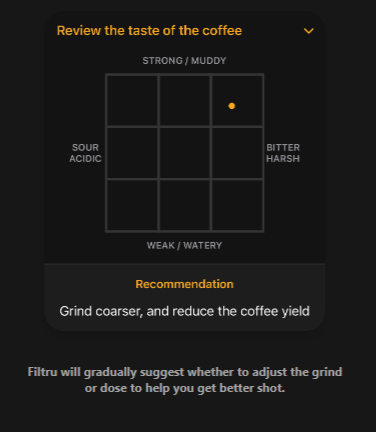 Review the taste of the coffee
STRONG / MUDDY
SOUR
ACIDIC
BITTER
HARSH
WEAK / WATERY
Recommendation
Grind coarser, and reduce the coffee yield
Filtru will gradually suggest whether to adjust the grind
or dose to help you get better shot.